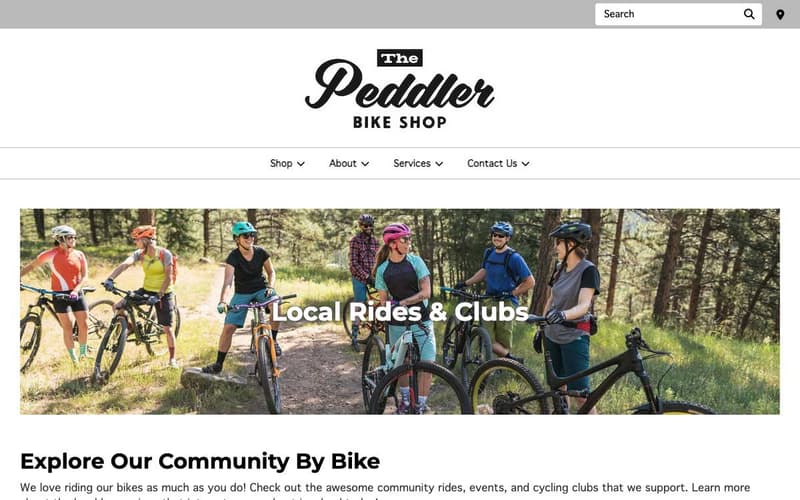 Search
The
Peddler
BIKE SHOP
Shop
About
Services
Contact Us
Local Rides & Clubs
Explore Our Community By Bike
We love riding our bikes as much as you do! Check out the awesome community rides, events, and cycling clubs that we support. Learn more